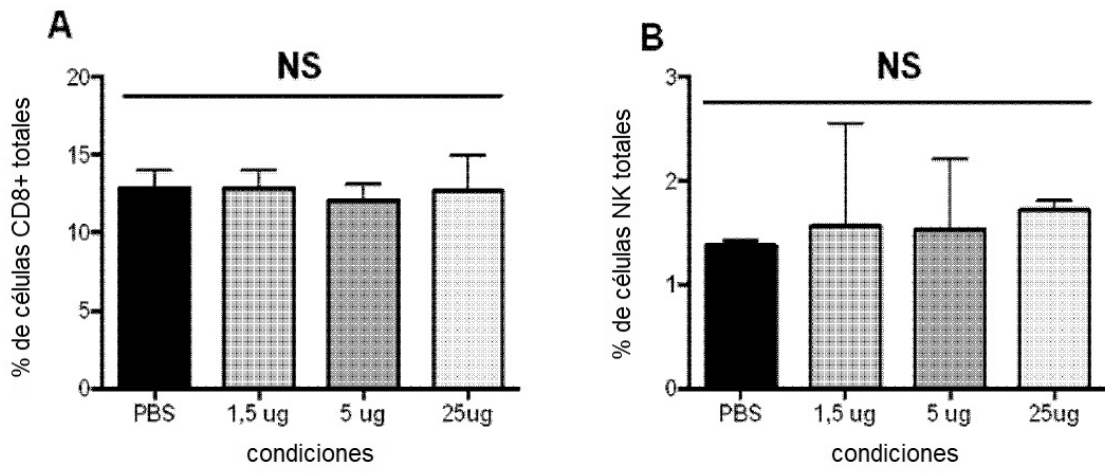 A
NS
% de células CD8+ totales
20
15
10
5
0
PBS 1,5 ug 5 ug 25ug
condiciones
B
NS
% de células NK totales
3
2
1
0
PBS 1,5 ug 5 ug 25ug
condiciones